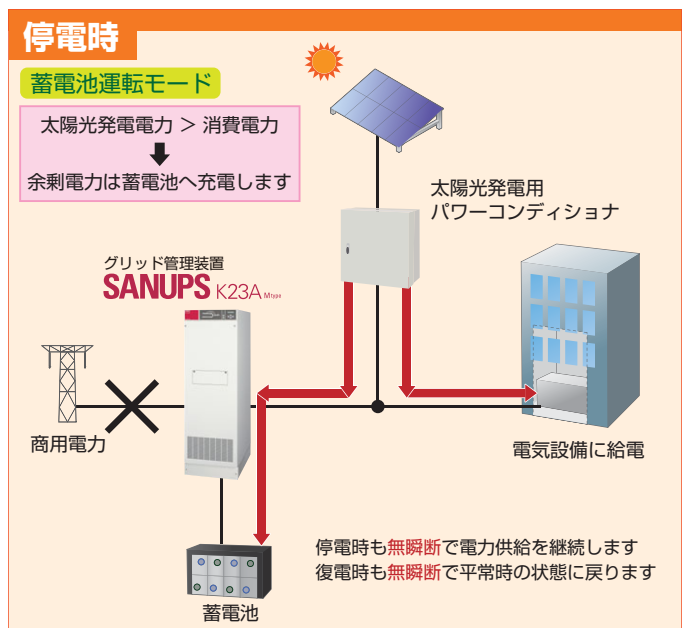 停電時
蓄電池運転モード
太陽光発電電力 > 消費電力
余剰電力は蓄電池へ充電します
太陽光発電用
パワーコンディショナ
グリッド管理装置
SANUPS K23A Mtype
商用電力
電気設備に給電
停電時も無瞬断で電力供給を継続します
復電時も無瞬断で平常時の状態に戻ります
蓄電池